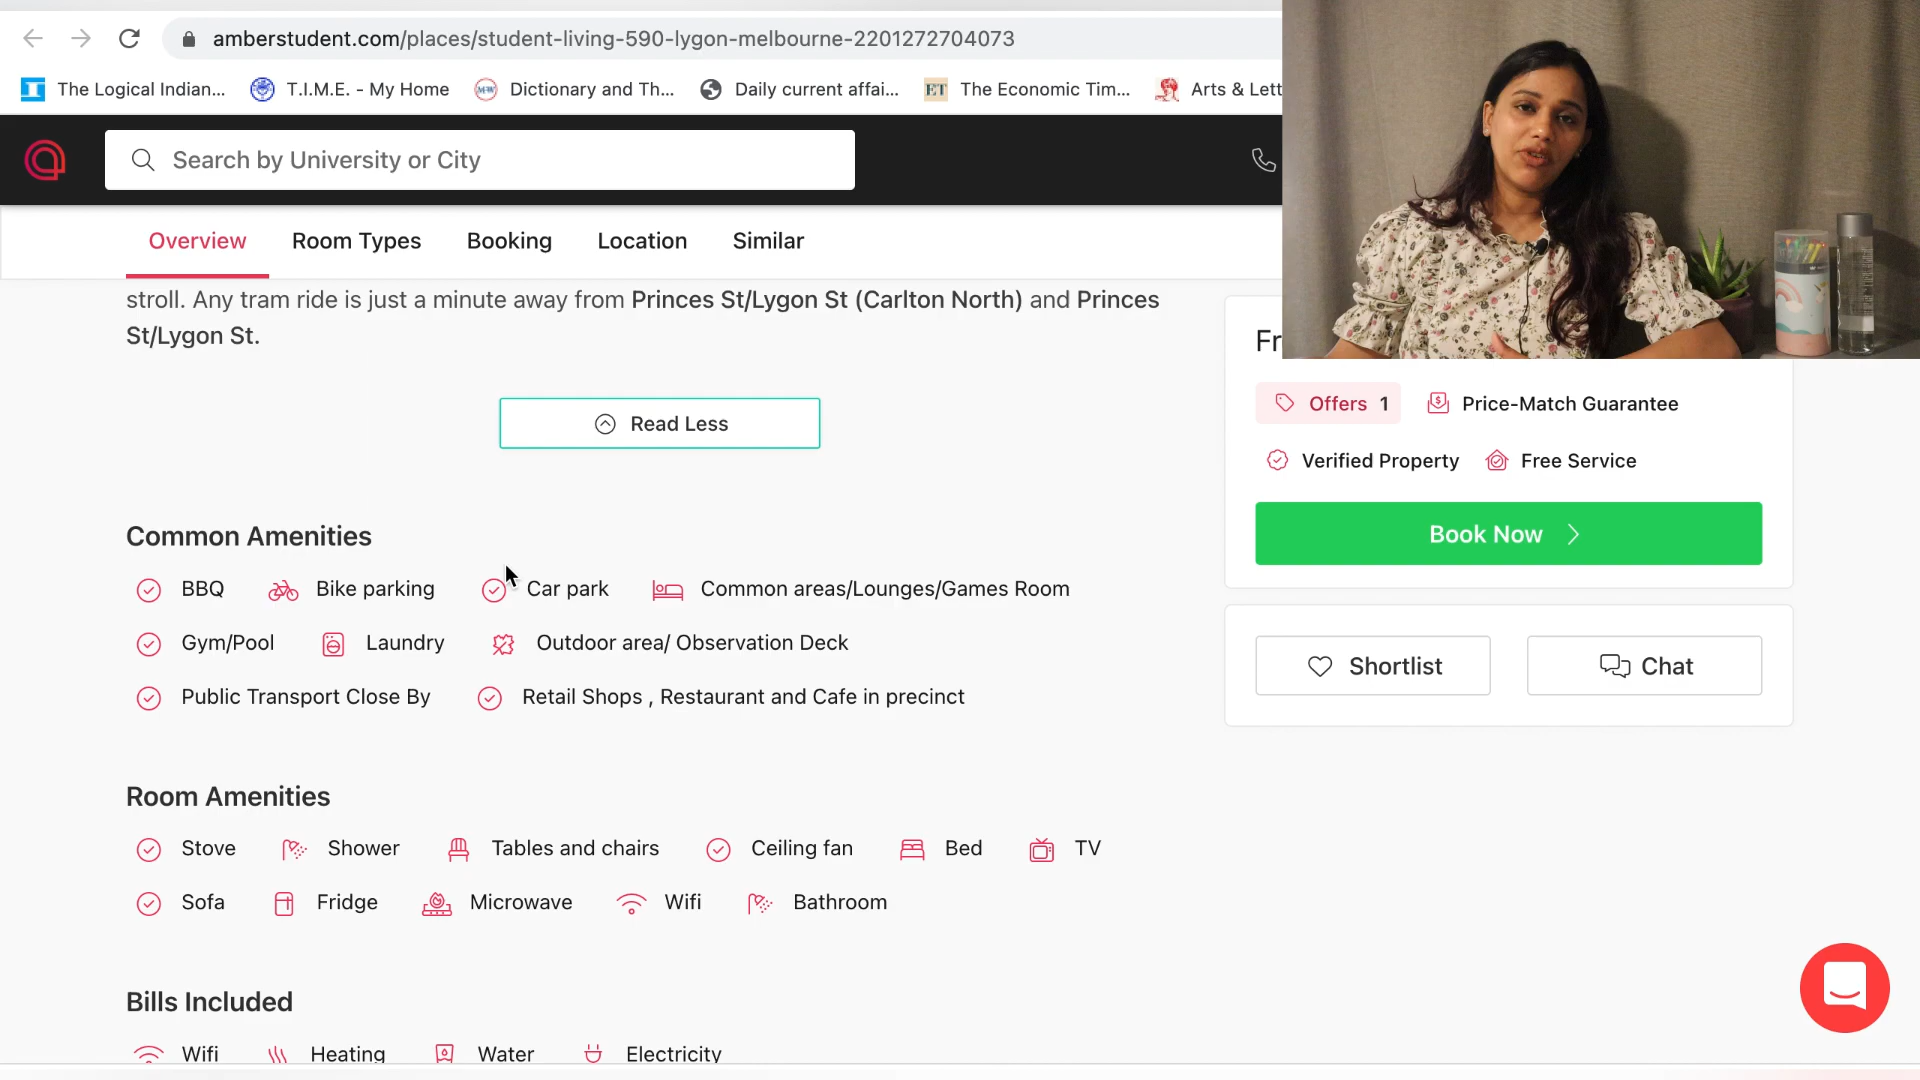 amberstudent.com/places/student-living-590-lygon-melbourne-2201272704073
The Logical Indian... T.I.M.E. - My Home Dictionary and Th... Daily current affai... The Economic Tim... Arts & Lett
Search by University or City
Overview Room Types Booking Location Similar
stroll. Any tram ride is just a minute away from Princes St/Lygon St (Carlton North) and Princes
St/Lygon St.
Read Less
Common Amenities
BBQ Bike parking Car park Common areas/Lounges/Games Room
Gym/Pool Laundry Outdoor area/ Observation Deck
Public Transport Close By Retail Shops , Restaurant and Cafe in precinct
Room Amenities
Stove Shower Tables and chairs Ceiling fan Bed TV
Sofa Fridge Microwave Wifi Bathroom
Bills Included
Wifi Heating Water Electricity
Fr
Offers 1 Price-Match Guarantee
Verified Property Free Service
Book Now
Shortlist Chat